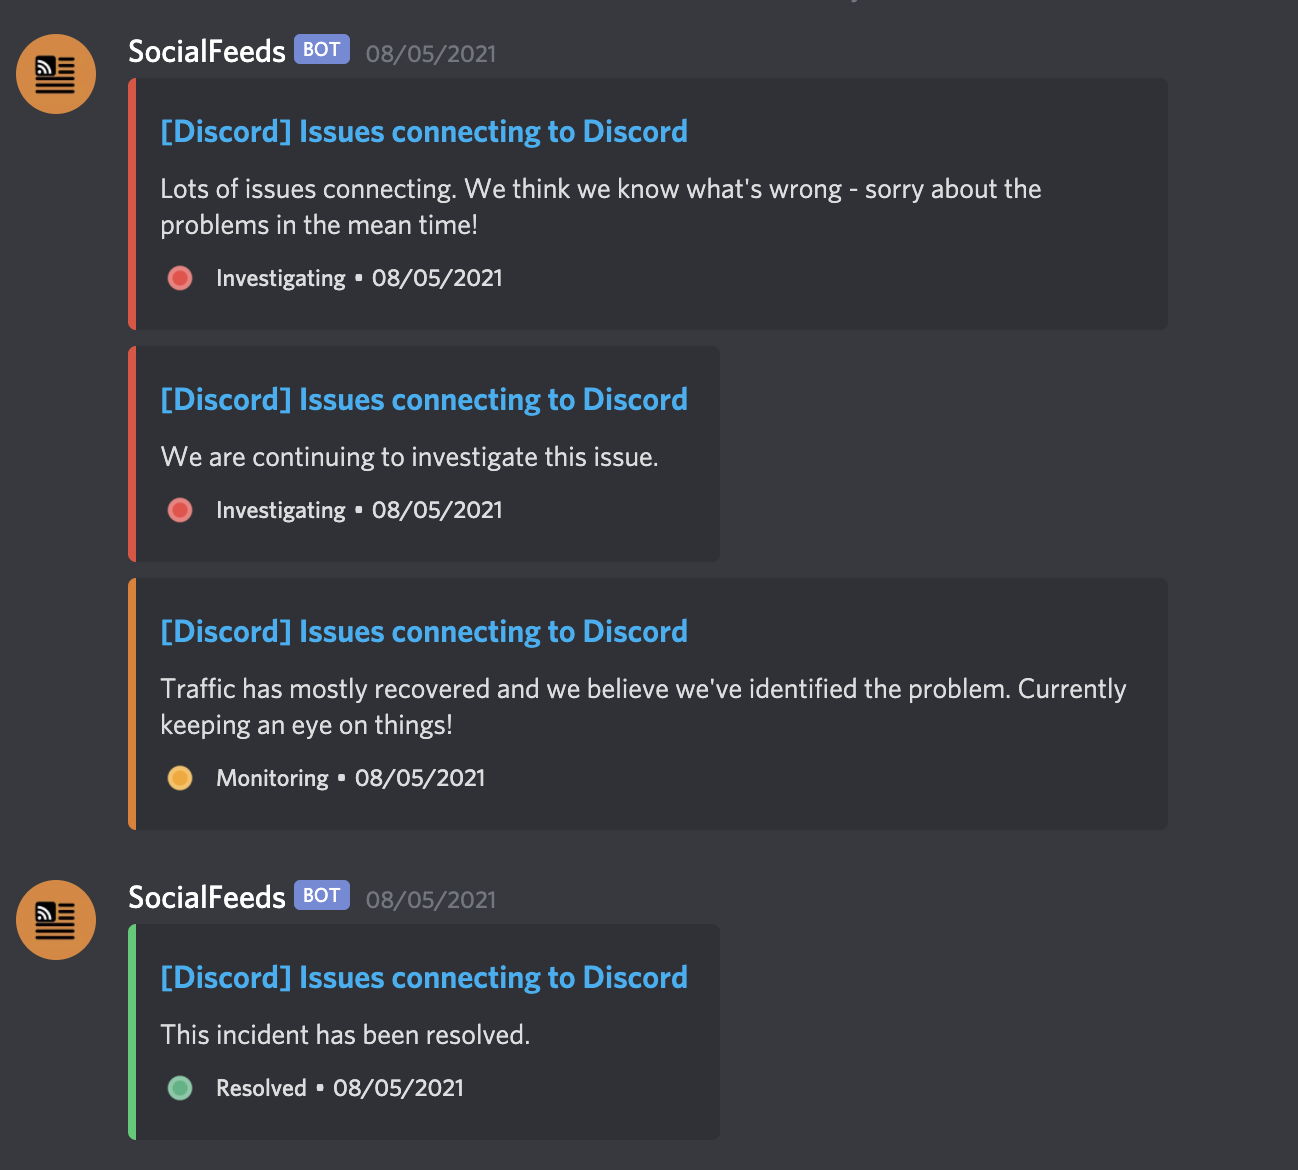 SocialFeeds BOT 08/05/2021
[Discord] Issues connecting to Discord
Lots of issues connecting. We think we know what's wrong - sorry about the
problems in the mean time!
Investigating • 08/05/2021
[Discord] Issues connecting to Discord
We are continuing to investigate this issue.
Investigating • 08/05/2021
[Discord] Issues connecting to Discord
Traffic has mostly recovered and we believe we've identified the problem. Currently
keeping an eye on things!
Monitoring • 08/05/2021
SocialFeeds BOT 08/05/2021
[Discord] Issues connecting to Discord
This incident has been resolved.
Resolved • 08/05/2021